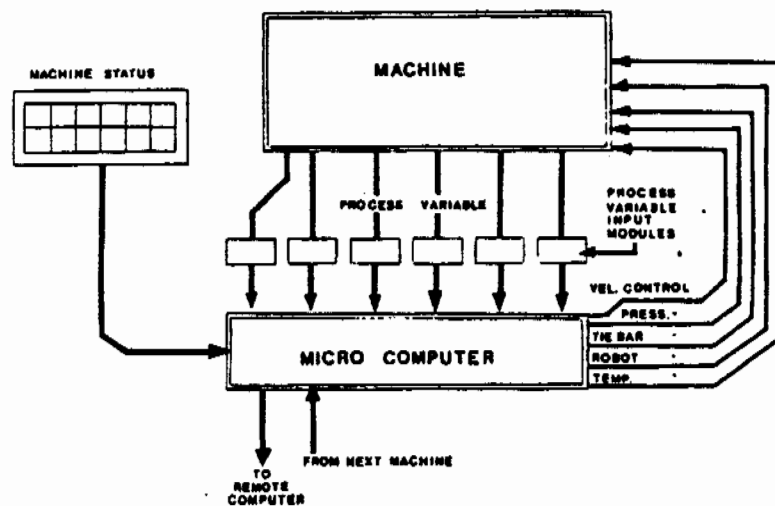 MACHINE STATUS
MACHINE
PROCESS VARIABLE
PROCESS
VARIABLE
INPUT
MODULES
VEL. CONTROL
PRESS.
TIE BAR
ROBOT
TEMP.
MICRO COMPUTER
FROM NEXT MACHINE
TO
REMOTE
COMPUTER